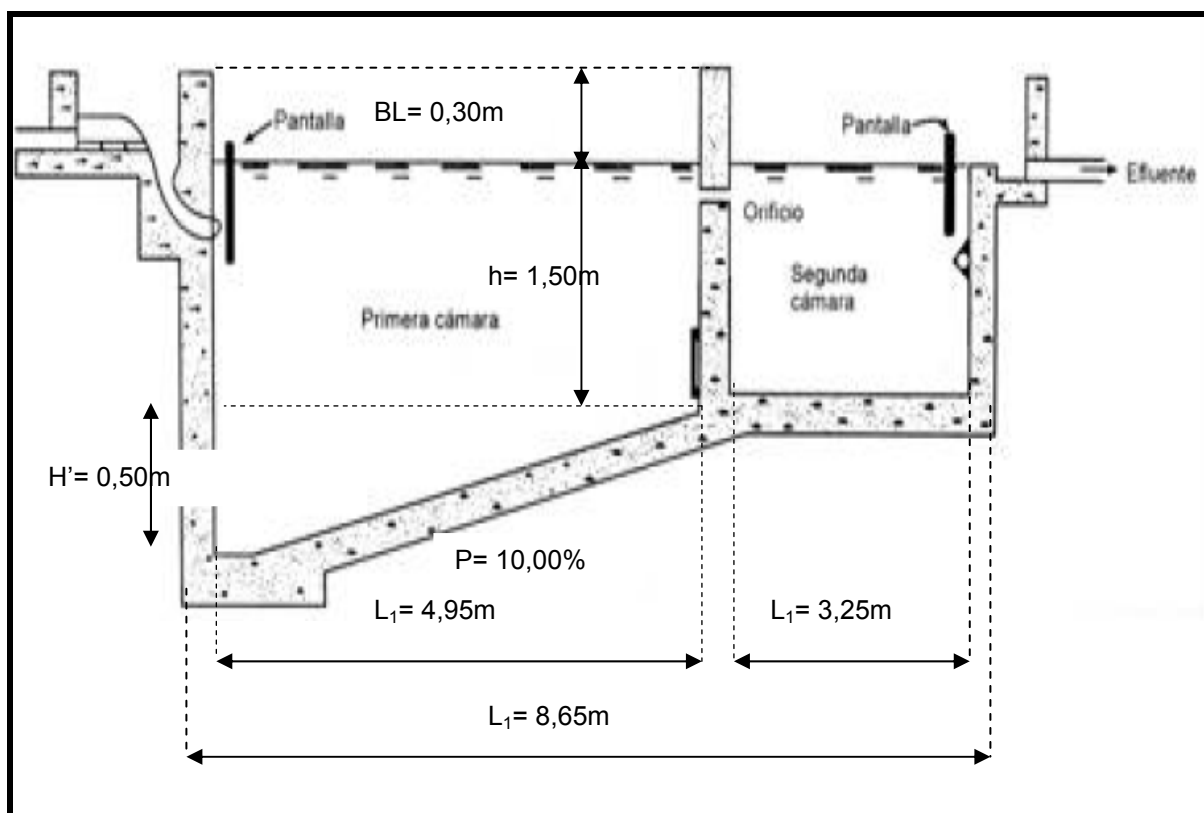 BL= 0,30m
Pantalla
Pantalla
Efluente
Orificio
h= 1,50m
Segunda
cámara
Primera cámara
H’= 0,50m
P= 10,00%
L₁= 4,95m
L₁= 3,25m
L₁= 8,65m